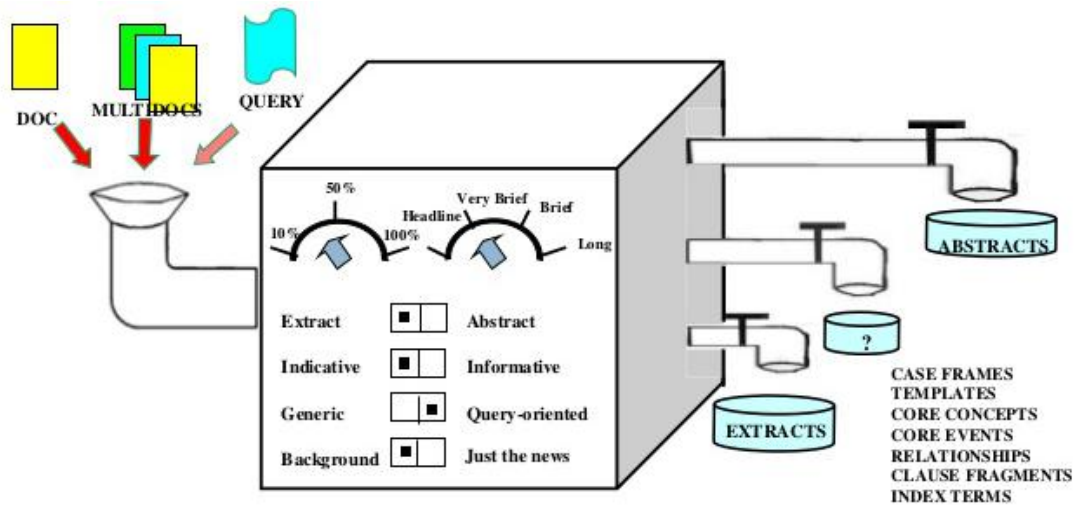 DOC
MULTIDOCS
QUERY
50%
10%
100%
Headline
Very Brief
Brief
Long
Extract Abstract
Indicative Informative
Generic Query-oriented
Background Just the news
ABSTRACTS
?
EXTRACTS
CASE FRAMES
TEMPLATES
CORE CONCEPTS
CORE EVENTS
RELATIONSHIPS
CLAUSE FRAGMENTS
INDEX TERMS